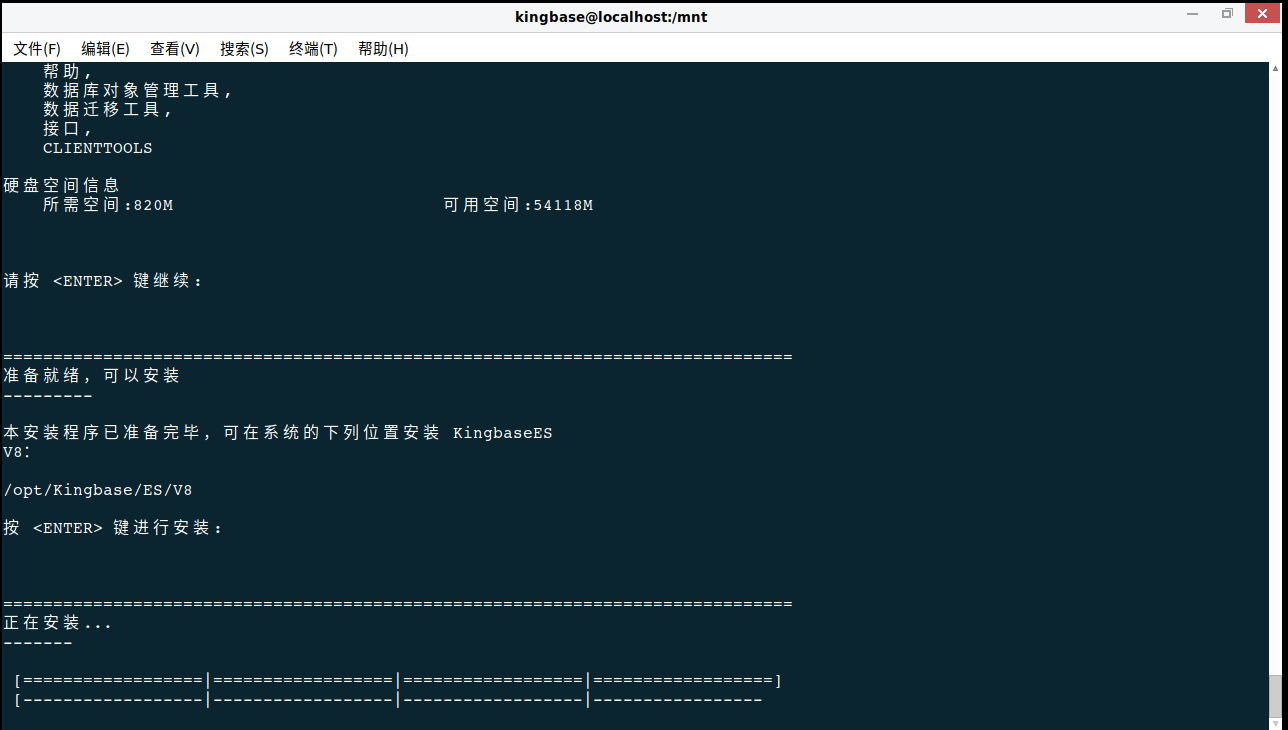 kingbase@localhost:/mnt
文件(F) 编辑(E) 查看(V) 搜索(S) 终端(T) 帮助(H)
帮助,
数据库对象管理工具,
数据迁移工具,
接口,
CLIENTTOOLS
硬盘空间信息
所需空间:820M 可用空间:54118M
请按 <ENTER> 键继续:
===============================================================================
准备就绪, 可以安装
---------
本安装程序已准备完毕, 可在系统的下列位置安装 KingbaseES
V8:
/opt/Kingbase/ES/V8
按 <ENTER> 键进行安装:
===============================================================================
正在安装...
-------
[==================|==================|==================|==================]
[------------------|------------------|------------------|-----------------